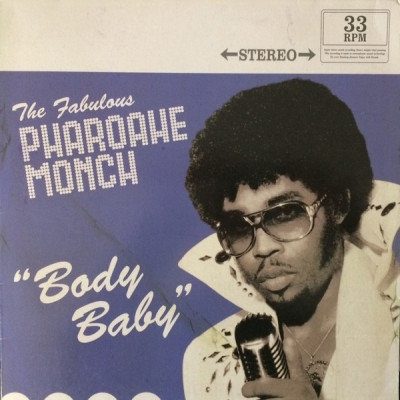 33
RPM
STEREO
The Fabulous
PHAROAHE
MONCH
"Body
Baby"